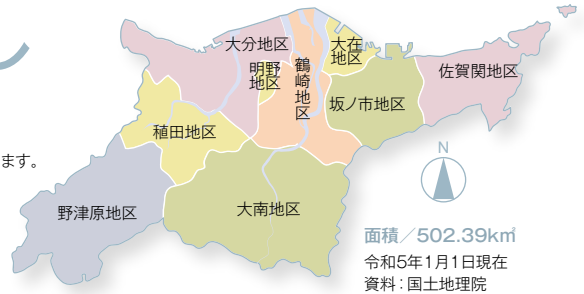 大分地区
明野
地区
鶴崎地区
大在
地区
坂ノ市地区
佐賀関地区
稙田地区
ます。
野津原地区
大南地区
N
面積／502.39k㎡
令和5年1月1日現在
資料：国土地理院